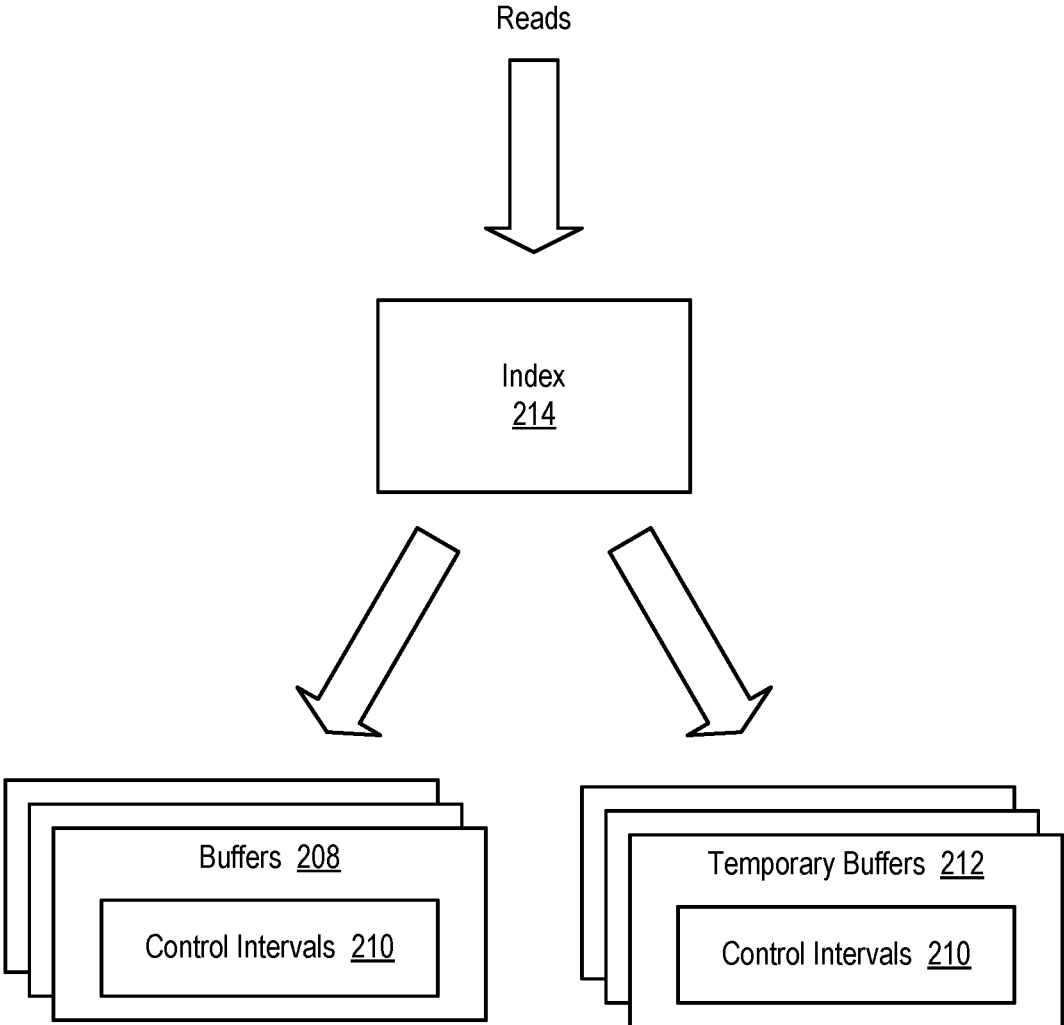 Reads
Index
214
Buffers 208
Control Intervals 210
Temporary Buffers 212
Control Intervals 210